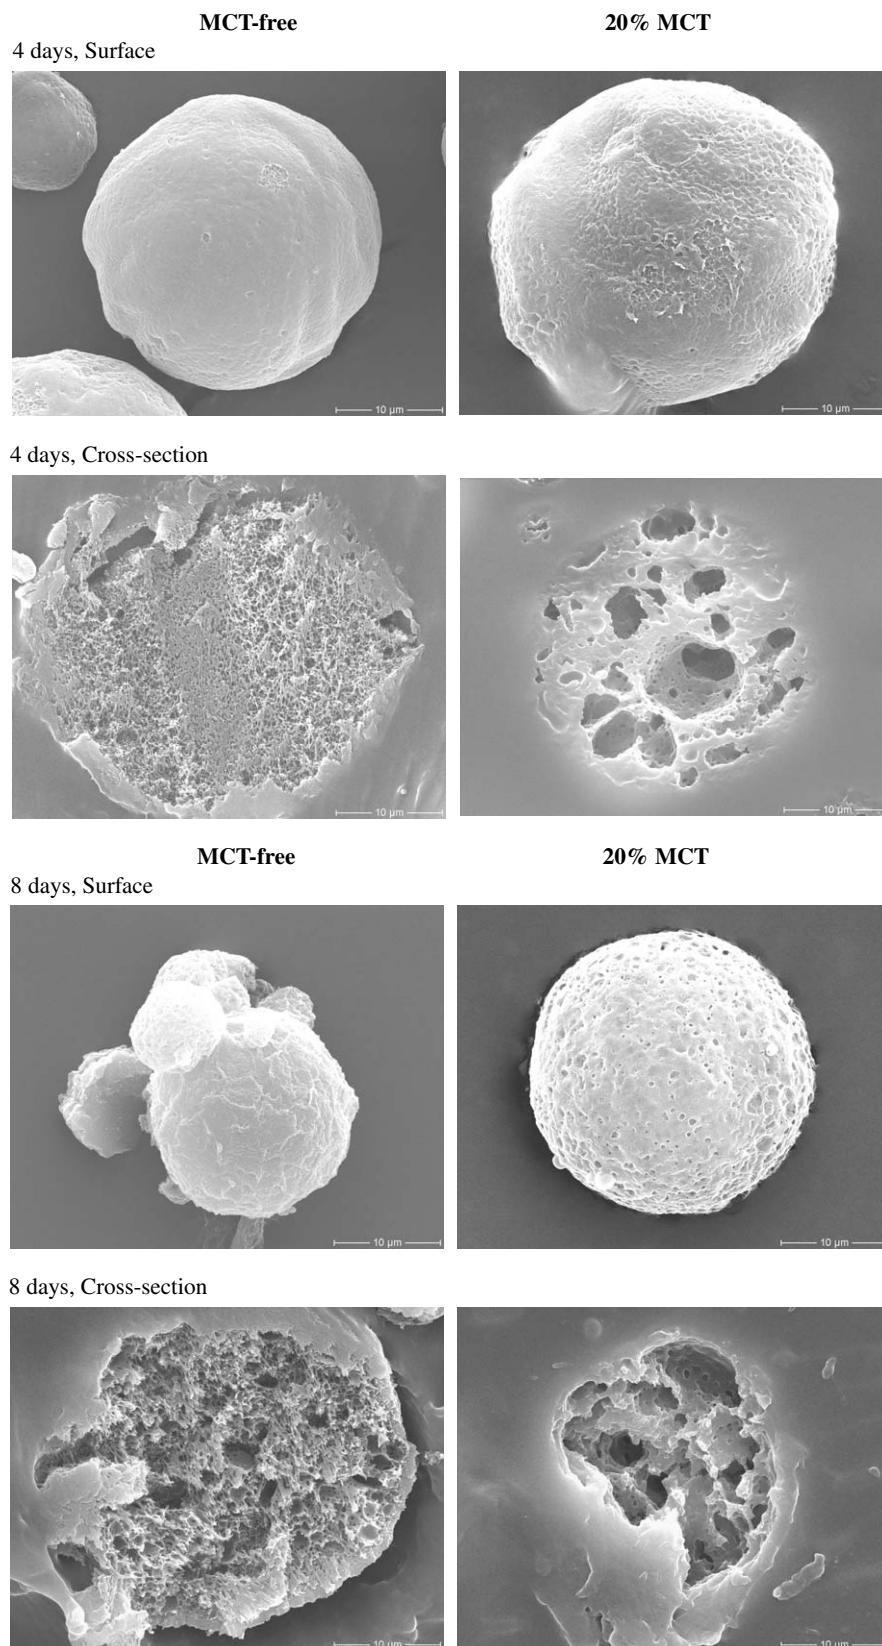 MCT-free 20% MCT
4 days, Surface
10 µm 10 µm
4 days, Cross-section
10 µm 10 µm
MCT-free 20% MCT
8 days, Surface
10 µm 10 µm
8 days, Cross-section
10 µm 10 µm